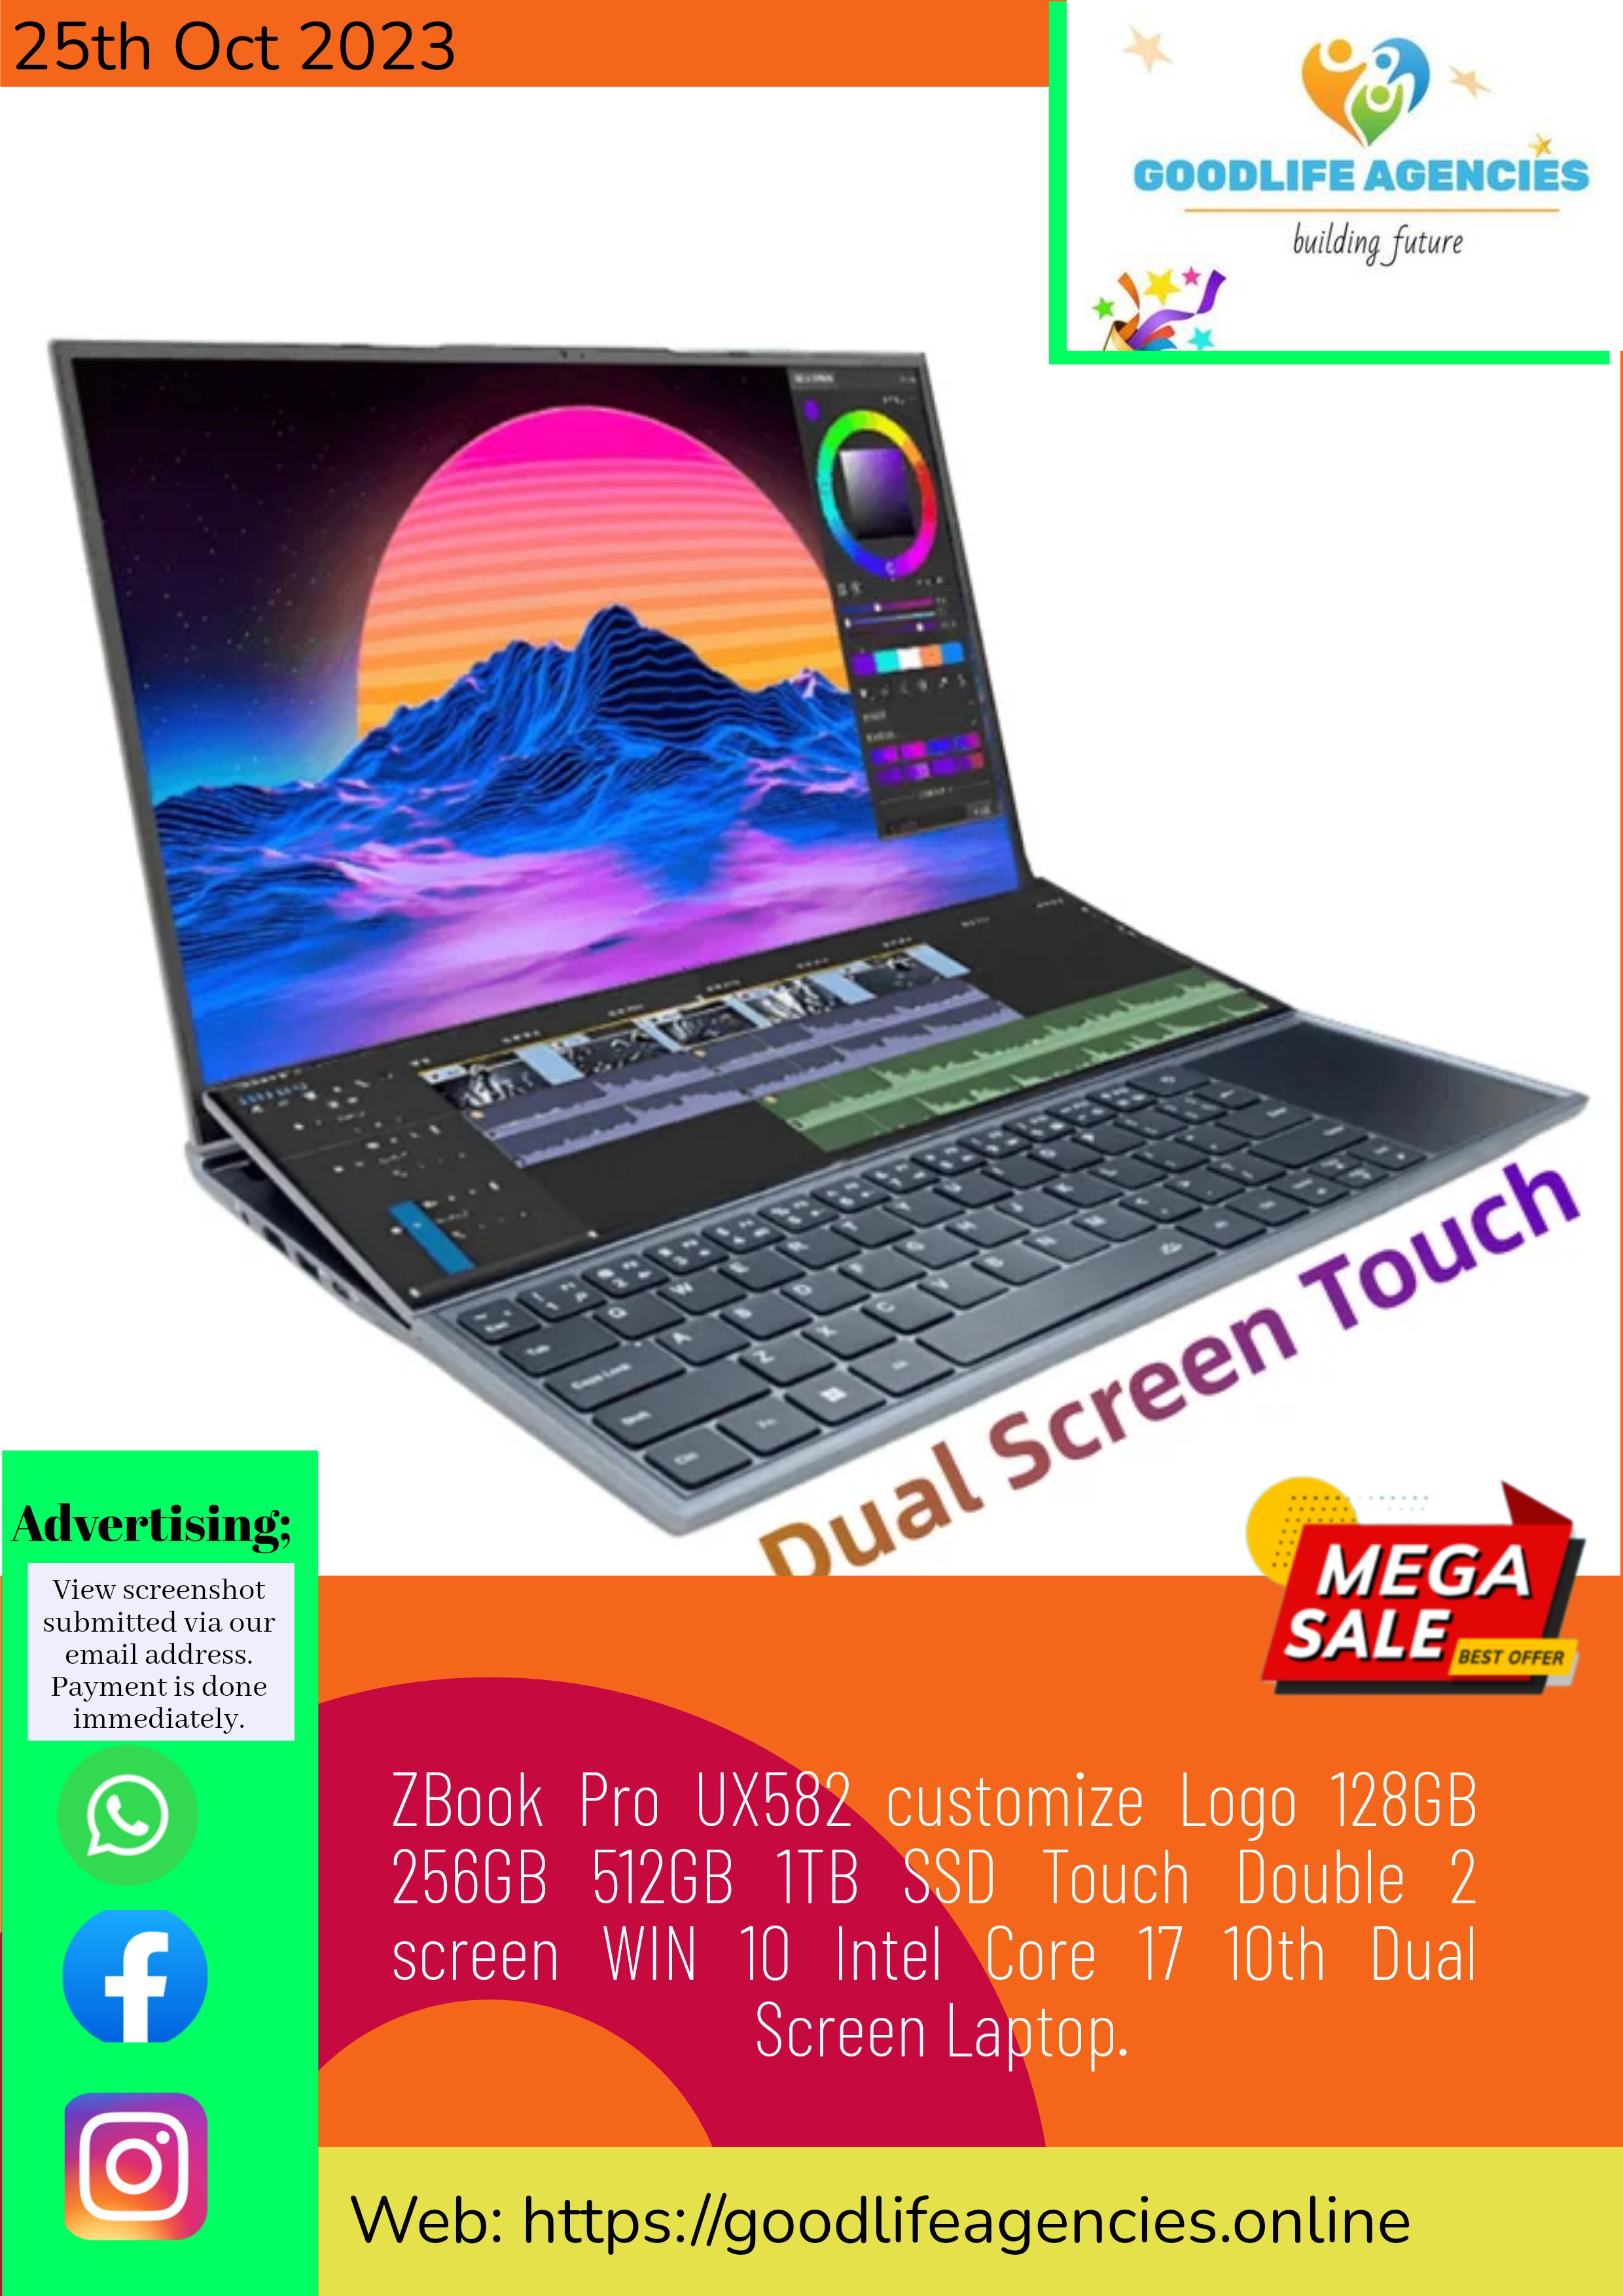 25th Oct 2023
GOODLIFE AGENCIES
building future
Dual Screen Touch
Advertising;
View screenshot
submitted via our
email address.
Payment is done
immediately.
MEGA
SALE
BEST OFFER
ZBook Pro UX582 customize Logo 128GB
256GB 512GB 1TB SSD Touch Double 2
screen WIN 10 Intel Core 17 10th Dual
Screen Laptop.
Web: https://goodlifeagencies.online